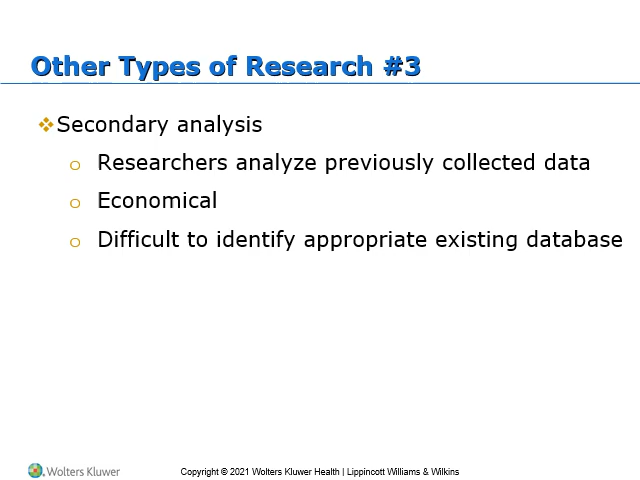 Other Types of Research #3
Secondary analysis
o Researchers analyze previously collected data
o Economical
o Difficult to identify appropriate existing database
Wolters Kluwer
Copyright © 2021 Wolters Kluwer Health | Lippincott Williams & Wilkins